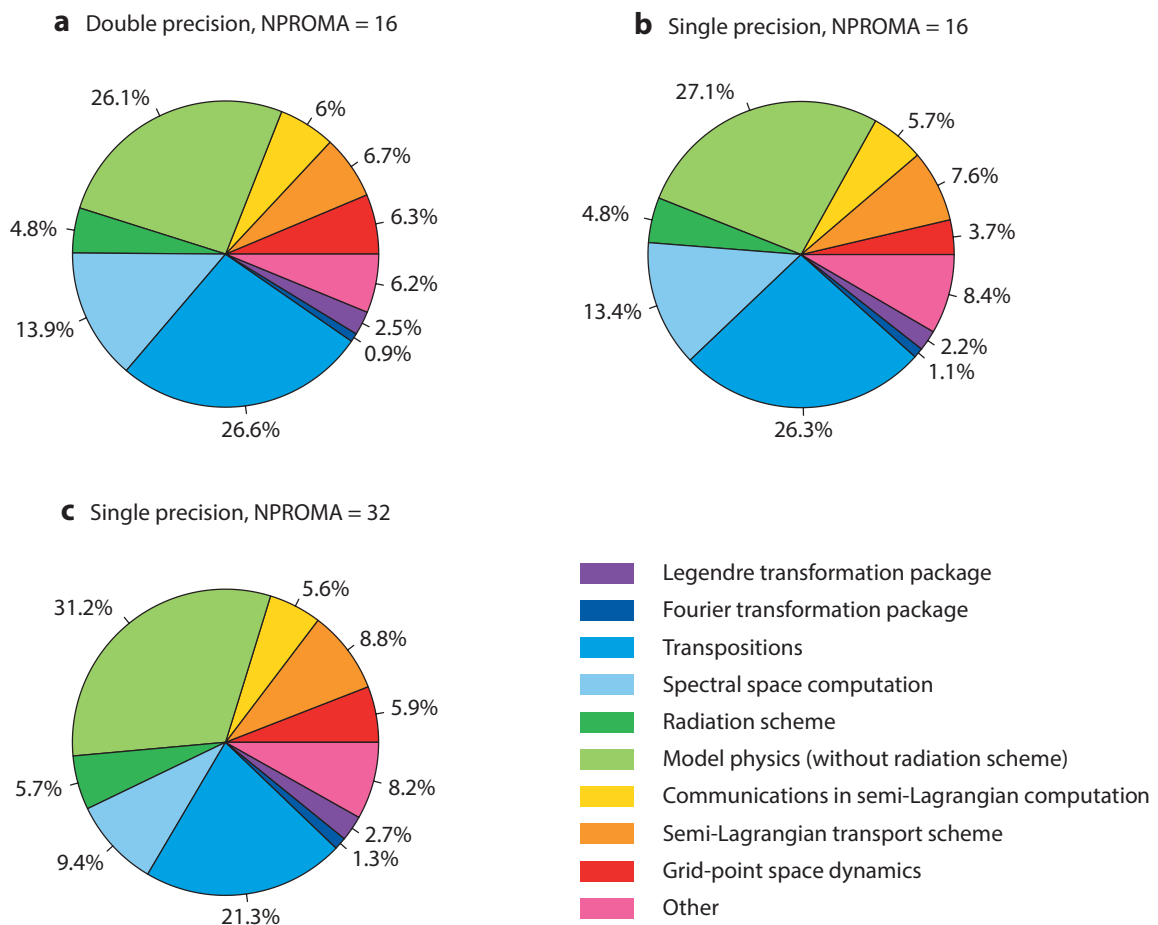 a Double precision, NPROMA = 16
26.1%
6%
6.7%
6.3%
6.2%
2.5%
0.9%
26.6%
13.9%
4.8%
b Single precision, NPROMA = 16
27.1%
5.7%
7.6%
3.7%
8.4%
2.2%
1.1%
26.3%
13.4%
4.8%
c Single precision, NPROMA = 32
31.2%
5.6%
8.8%
5.9%
8.2%
2.7%
1.3%
21.3%
9.4%
5.7%
Legendre transformation package
Fourier transformation package
Transpositions
Spectral space computation
Radiation scheme
Model physics (without radiation scheme)
Communications in semi-Lagrangian computation
Semi-Lagrangian transport scheme
Grid-point space dynamics
Other